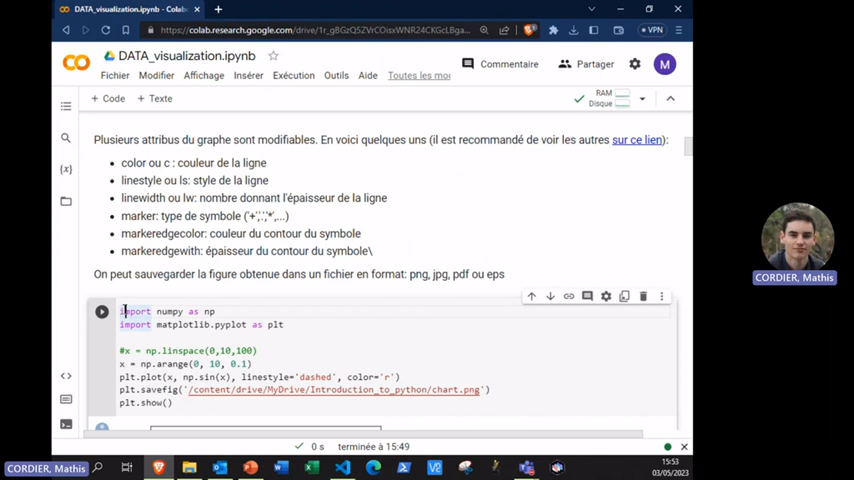 DATA_visualization.ipynb - Colab
https://colab.research.google.com/drive/1r_gBGzQ5ZVrCOisxWNR24CKGcLBga...
VPN
DATA_visualization.ipynb
Commentaire
Partager
M
Fichier Modifier Affichage Insérer Exécution Outils Aide Toutes les mo
+ Code + Texte
RAM
Disque
Plusieurs attribus du graphe sont modifiables. En voici quelques uns (il est recommandé de voir les autres sur ce lien):
color ou c : couleur de la ligne
linestyle ou ls: style de la ligne
linewidth ou lw: nombre donnant l'épaisseur de la ligne
marker: type de symbole ('+','.','*',...)
markeredgecolor: couleur du contour du symbole
markeredgewith: épaisseur du contour du symbole\
On peut sauvegarder la figure obtenue dans un fichier en format: png, jpg, pdf ou eps
import numpy as np
import matplotlib.pyplot as plt
#x = np.linspace(0,10,100)
x = np.arange(0, 10, 0.1)
plt.plot(x, np.sin(x), linestyle='dashed', color='r')
plt.savefig('/content/drive/MyDrive/Introduction_to_python/chart.png')
plt.show()
0 s terminée à 15:49
CORDIER, Mathis
CORDIER, Mathis
15:53
03/05/2023